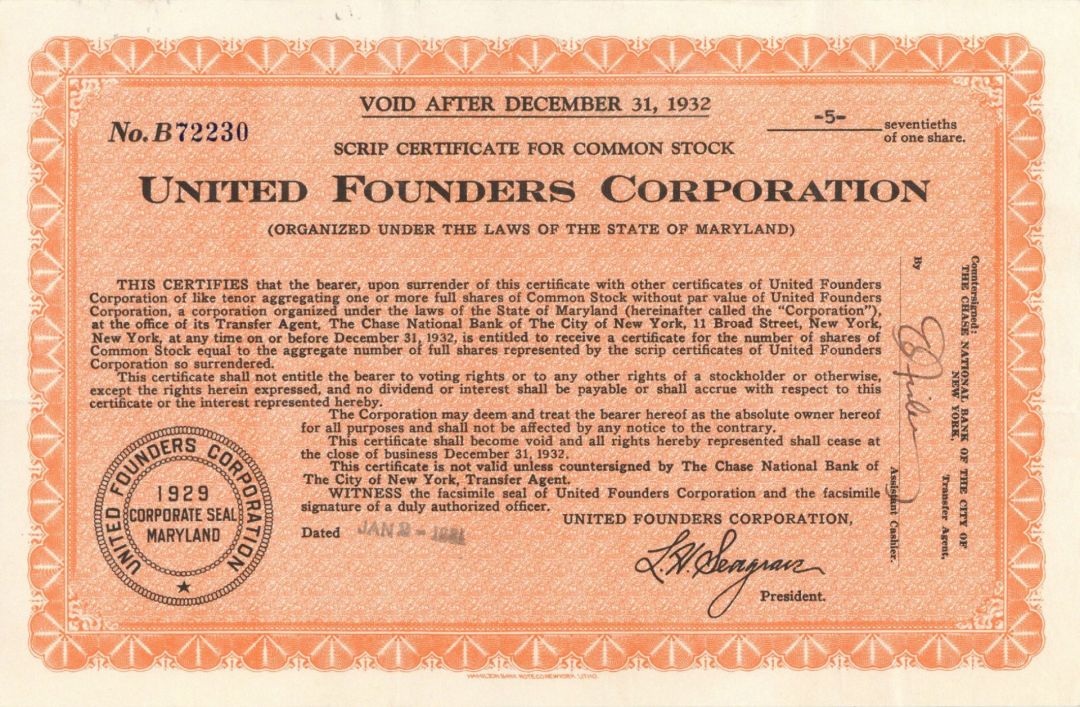 VOID AFTER DECEMBER 31, 1932
No. B72230
-5- seventieths
of one share.
SCRIP CERTIFICATE FOR COMMON STOCK
UNITED FOUNDERS CORPORATION
(ORGANIZED UNDER THE LAWS OF THE STATE OF MARYLAND)
THIS CERTIFIES that the bearer, upon surrender of this certificate with other certificates of United Founders
Corporation of like tenor aggregating one or more full shares of Common Stock without par value of United Founders
Corporation, a corporation organized under the laws of the State of Maryland (hereinafter called the "Corporation"),
at the office of its Transfer Agent, The Chase National Bank of The City of New York, 11 Broad Street, New York,
New York, at any time on or before December 31, 1932, is entitled to receive a certificate for the number of shares of
Common Stock equal to the aggregate number of full shares represented by the scrip certificates of United Founders
Corporation so surrendered.
This certificate shall not entitle the bearer to voting rights or to any other rights of a stockholder or otherwise,
except the rights herein expressed, and no dividend or interest shall be payable or shall accrue with respect to this
certificate or the interest represented hereby.
The Corporation may deem and treat the bearer hereof as the absolute owner hereof
for all purposes and shall not be affected by any notice to the contrary.
This certificate shall become void and all rights hereby represented shall cease at
the close of business December 31, 1932.
This certificate is not valid unless countersigned by The Chase National Bank of
The City of New York, Transfer Agent.
WITNESS the facsimile seal of United Founders Corporation and the facsimile
signature of a duly authorized officer.
UNITED FOUNDERS CORPORATION,
Dated JAN 2 - 1931
L. H. Seagrave
President.
UNITED FOUNDERS CORPORATION
1929
CORPORATE SEAL
MARYLAND
Countersigned:
THE CHASE NATIONAL BANK OF THE CITY OF
NEW YORK,
Transfer Agent,
By
Assistant Cashier.
HAMILTON BANK NOTE CO NEW YORK LITHO.